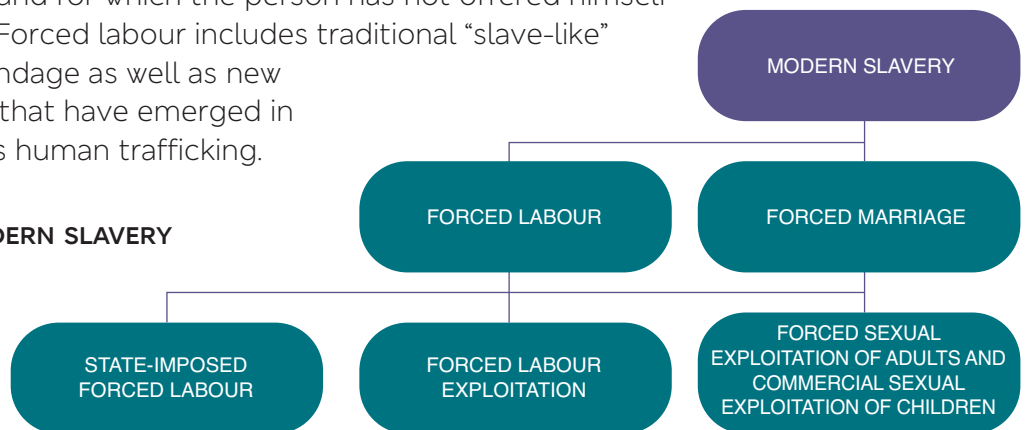 and for which the person has not offered himself
Forced labour includes traditional “slave-like”
ndage as well as new
that have emerged in
s human trafficking.
DERN SLAVERY
MODERN SLAVERY
FORCED LABOUR
FORCED MARRIAGE
STATE-IMPOSED
FORCED LABOUR
FORCED LABOUR
EXPLOITATION
FORCED SEXUAL
EXPLOITATION OF ADULTS AND
COMMERCIAL SEXUAL
EXPLOITATION OF CHILDREN